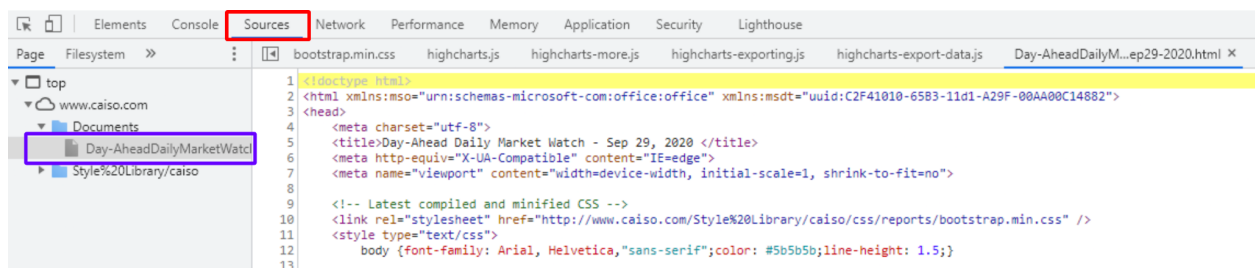 Elements Console Sources Network Performance Memory Application Security Lighthouse
Page Filesystem » bootstrap.min.css highcharts.js highcharts-more.js highcharts-exporting.js highcharts-export-data.js Day-AheadDailyM...ep29-2020.html ×
top
www.caiso.com
Documents
Day-AheadDailyMarketWatcl
Style%20Library/caiso
1 <!doctype html>
2 <html xmlns:mso="urn:schemas-microsoft-com:office:office" xmlns:msdt="uuid:C2F41010-65B3-11d1-A29F-00AA00C14882">
3 <head>
4 <meta charset="utf-8">
5 <title>Day-Ahead Daily Market Watch - Sep 29, 2020 </title>
6 <meta http-equiv="X-UA-Compatible" content="IE=edge">
7 <meta name="viewport" content="width=device-width, initial-scale=1, shrink-to-fit=no">
8
9 <!-- Latest compiled and minified CSS -->
10 <link rel="stylesheet" href="http://www.caiso.com/Style%20Library/caiso/css/reports/bootstrap.min.css" />
11 <style type="text/css">
12 body {font-family: Arial, Helvetica,"sans-serif";color: #5b5b5b;line-height: 1.5;}
13